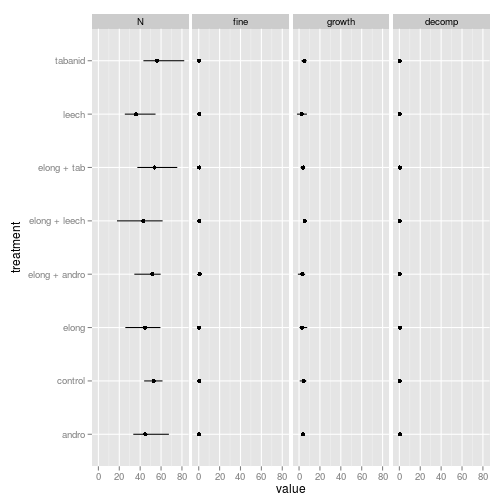 N fine growth decomp
tabanid
leech
elong + tab
elong + leech
elong + andro
elong
control
andro
treatment
0 20 40 60 80 0 20 40 60 80 0 20 40 60 80 0 20 40 60 80
value